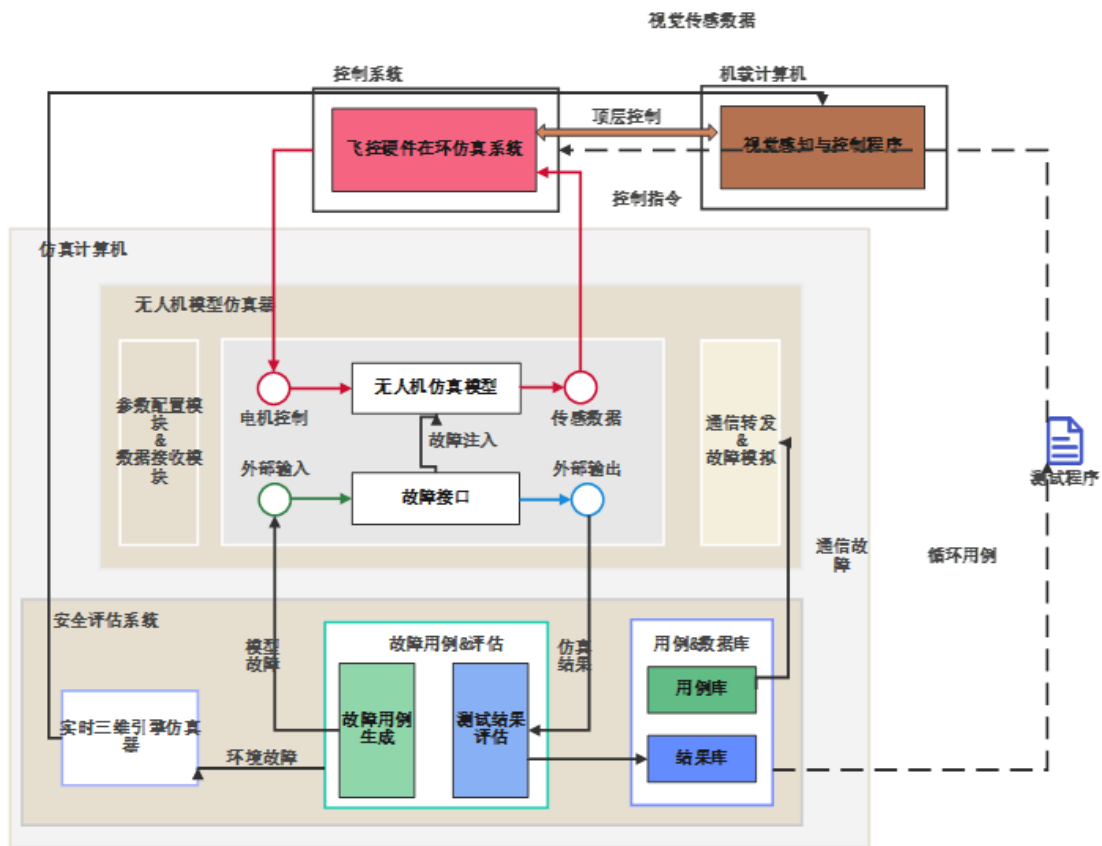 视觉传感数据
控制系统
机载计算机
顶层控制
飞控硬件在环仿真系统
视觉感知与控制程序
控制指令
仿真计算机
无人机模型仿真器
参数配置模
块
&
数据接收模
块
无人机仿真模型
电机控制
传感数据
故障注入
通信转发
&
故障模拟
外部输入
外部输出
故障接口
测试程序
通信故
障
循环用例
安全评估系统
模型
故障
故障用例&评估
仿真
结果
用例&数据库
用例库
实时三维引擎仿真
器
故障用例
生成
测试结果
评估
环境故障
结果库